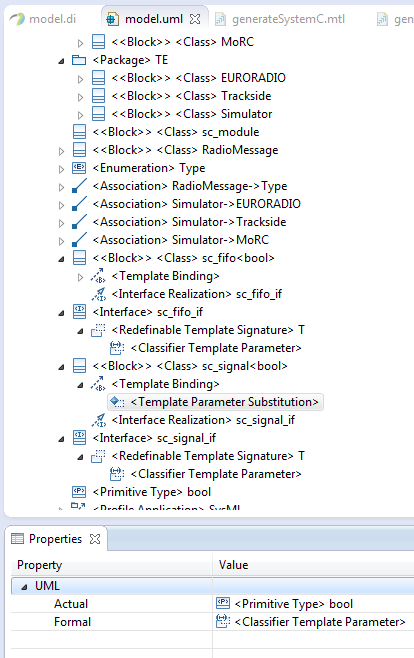 model.di model.uml generateSystemC.mtl ge
<<Block>> <Class> MoRC
<Package> TE
<<Block>> <Class> EURORADIO
<<Block>> <Class> Trackside
<<Block>> <Class> Simulator
<<Block>> <Class> sc_module
<<Block>> <Class> RadioMessage
<Enumeration> Type
<Association> RadioMessage->Type
<Association> Simulator->EURORADIO
<Association> Simulator->Trackside
<Association> Simulator->MoRC
<<Block>> <Class> sc_fifo<bool>
<Template Binding>
<Interface Realization> sc_fifo_if
<Interface> sc_fifo_if
<Redefinable Template Signature> T
<Classifier Template Parameter>
<<Block>> <Class> sc_signal<bool>
<Template Binding>
<Template Parameter Substitution>
<Interface Realization> sc_signal_if
<Interface> sc_signal_if
<Redefinable Template Signature> T
<Classifier Template Parameter>
<Primitive Type> bool
<Profile Application> SysML
Properties
Property Value
UML
Actual <Primitive Type> bool
Formal <Classifier Template Parameter>